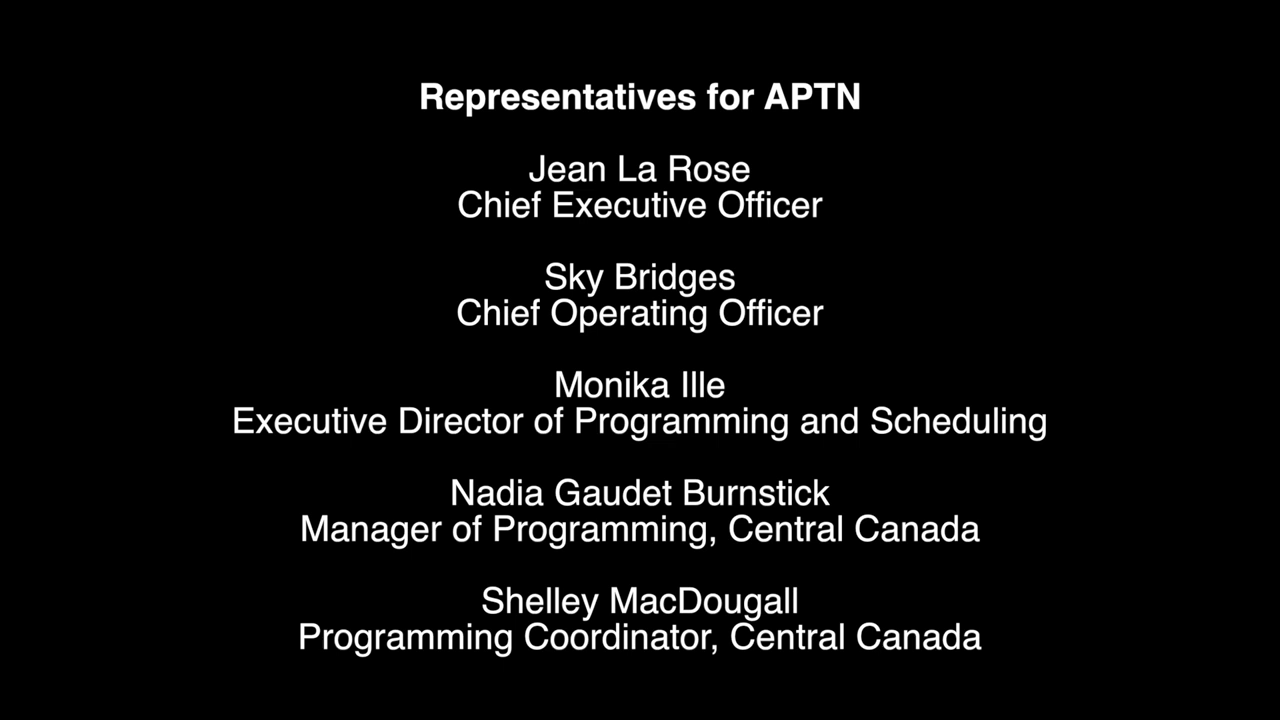 Representatives for APTN
Jean La Rose
Chief Executive Officer
Sky Bridges
Chief Operating Officer
Monika Ille
Executive Director of Programming and Scheduling
Nadia Gaudet Burnstick
Manager of Programming, Central Canada
Shelley MacDougall
Programming Coordinator, Central Canada